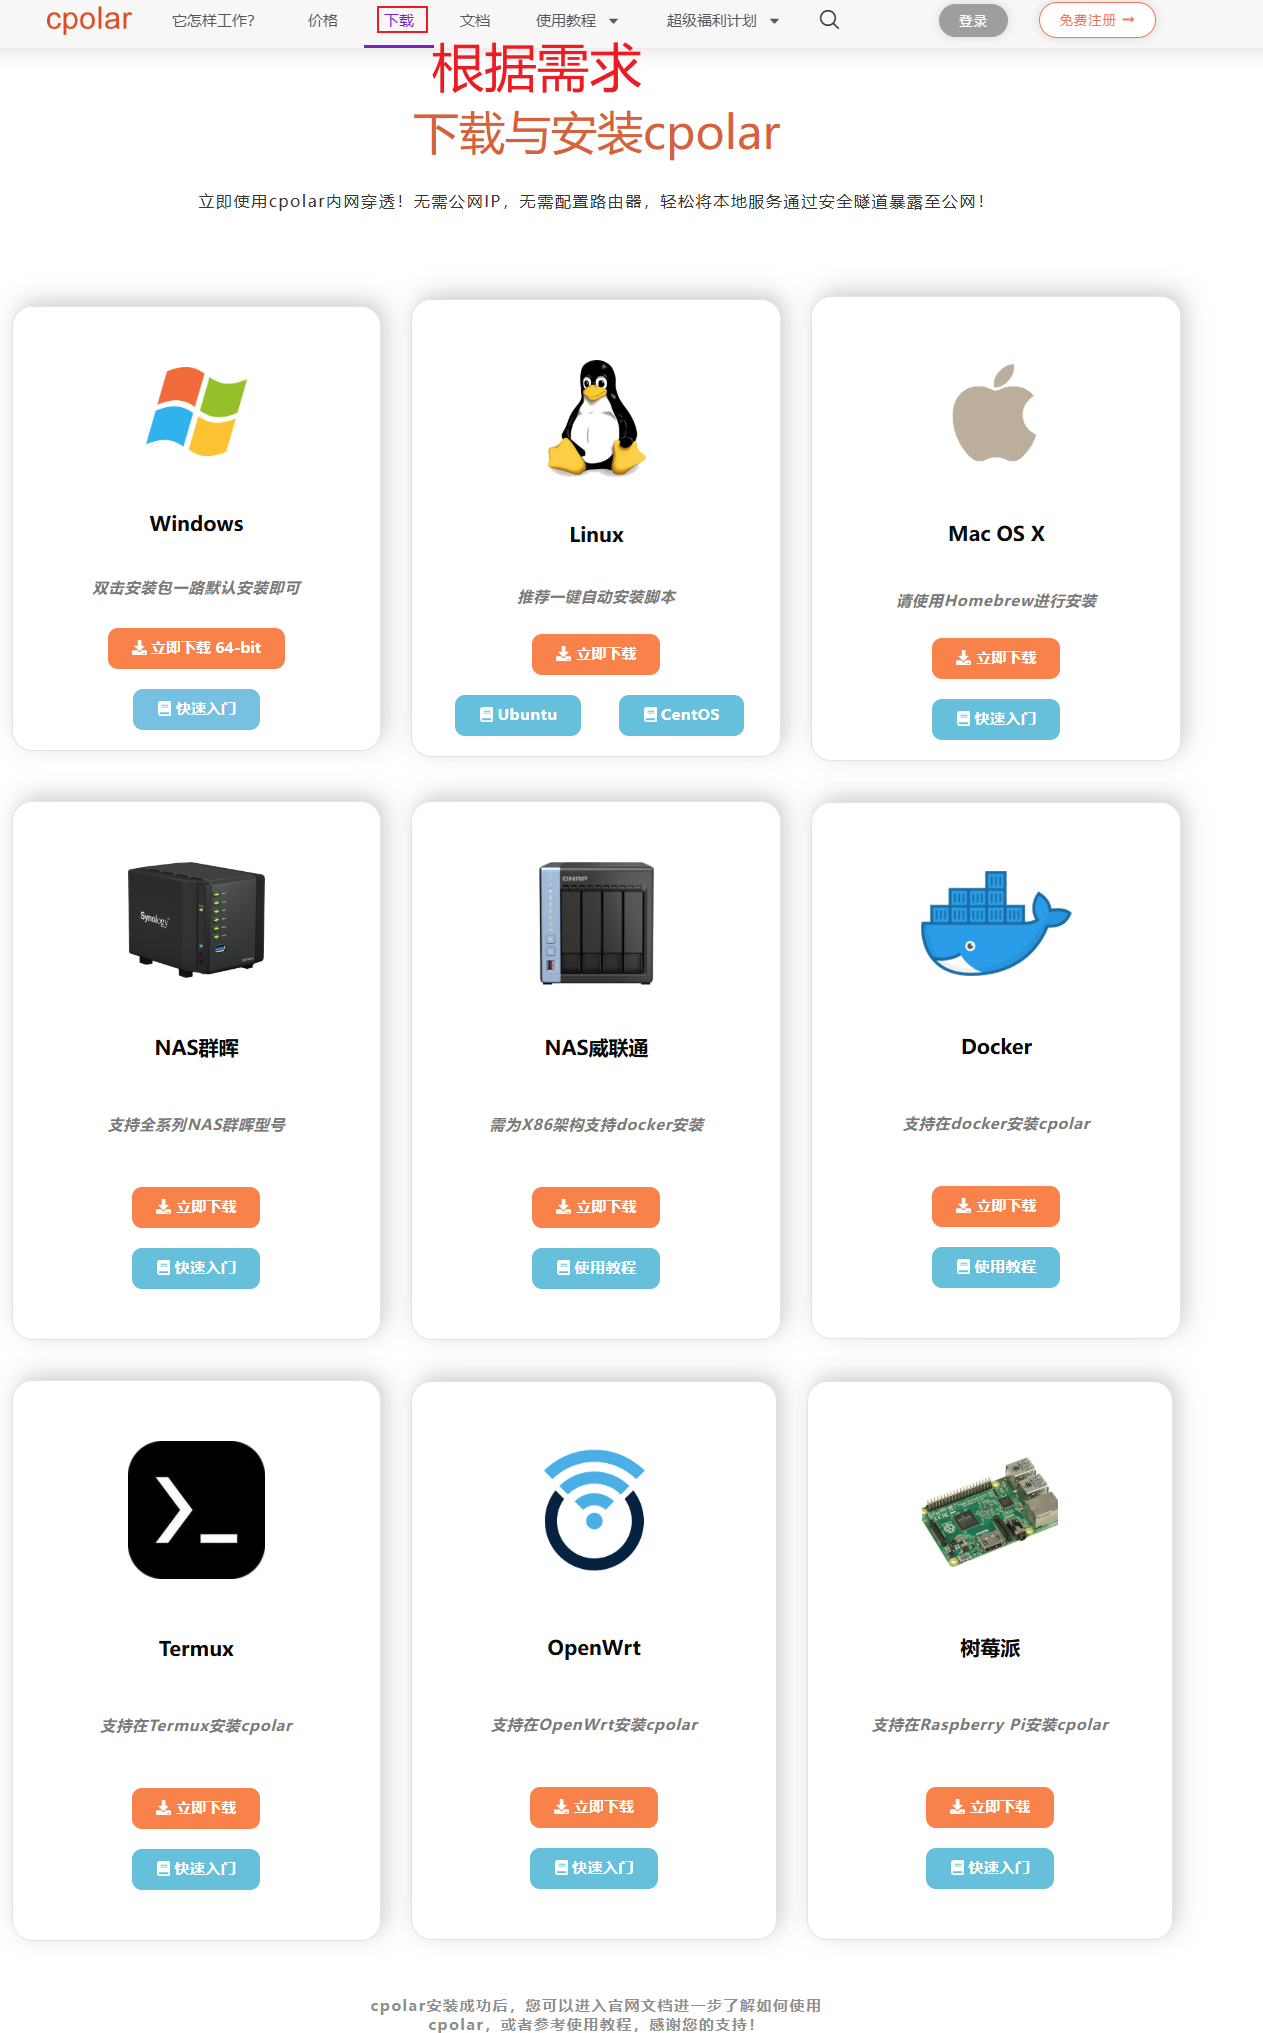 cpolar 它怎样工作? 价格 下载 文档 使用教程 超级福利计划 登录 免费注册 →
根据需求
下载与安装cpolar
立即使用cpolar内网穿透！无需公网IP，无需配置路由器，轻松将本地服务通过安全隧道暴露至公网！
Windows
双击安装包一路默认安装即可
立即下载 64-bit
快速入门
Linux
推荐一键自动安装脚本
立即下载
Ubuntu CentOS
Mac OS X
请使用Homebrew进行安装
立即下载
快速入门
Synology
NAS群晖
支持全系列NAS群晖型号
立即下载
快速入门
QNAP
NAS威联通
需为X86架构支持docker安装
立即下载
使用教程
Docker
支持在docker安装cpolar
立即下载
使用教程
Termux
支持在Termux安装cpolar
立即下载
快速入门
OpenWrt
支持在OpenWrt安装cpolar
立即下载
快速入门
树莓派
支持在Raspberry Pi安装cpolar
立即下载
快速入门
cpolar安装成功后，您可以进入官网文档进一步了解如何使用
cpolar，或者参考使用教程，感谢您的支持！